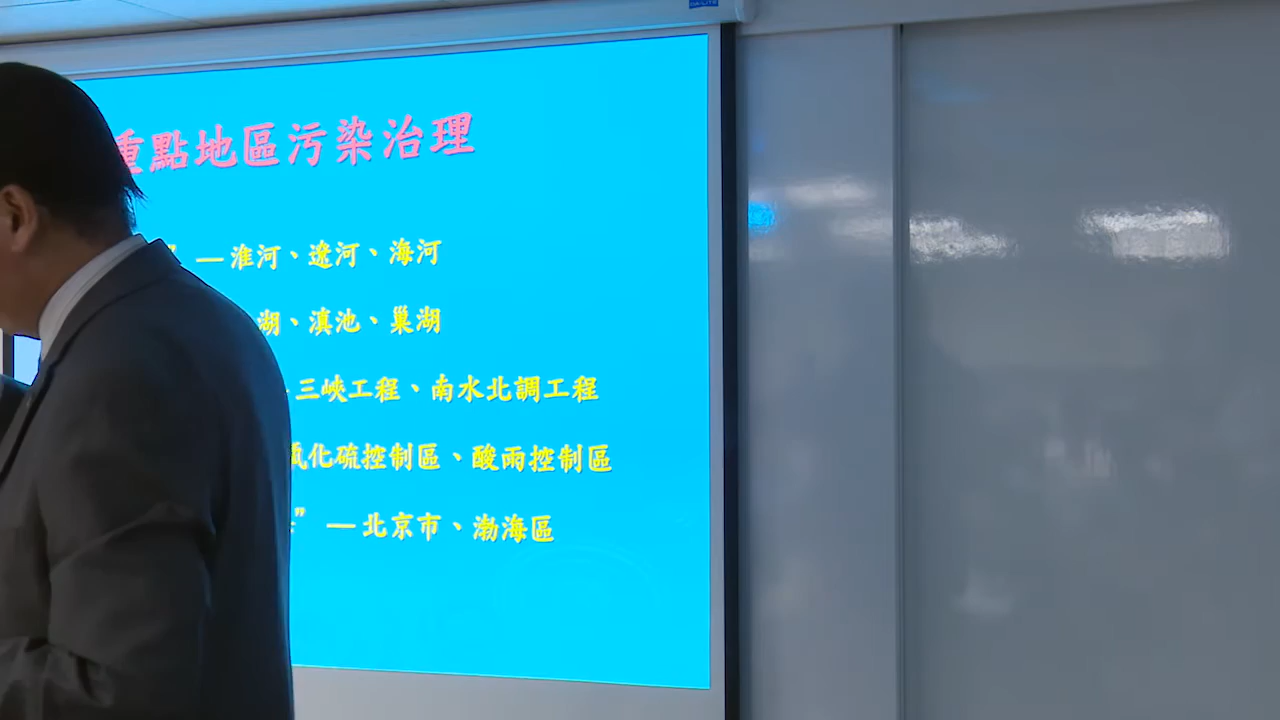 重點地區污染治理
” — 淮河、遼河、海河
湖、滇池、巢湖
三峽工程、南水北調工程
氧化硫控制區、酸雨控制區
” — 北京市、渤海區
DA-LITE